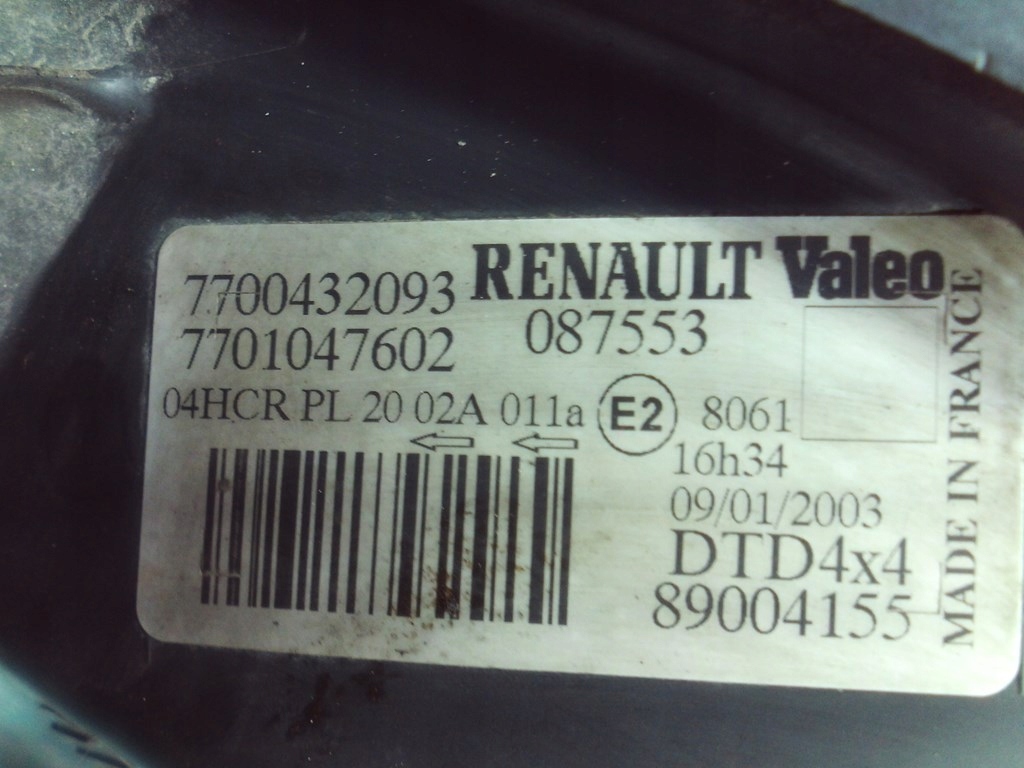 7700432093 RENAULT Valeo
7701047602 087553
04HCR PL 20 02A 011a E2 8061
16h34
09/01/2003
DTD4x4
89004155
MADE IN FRANCE